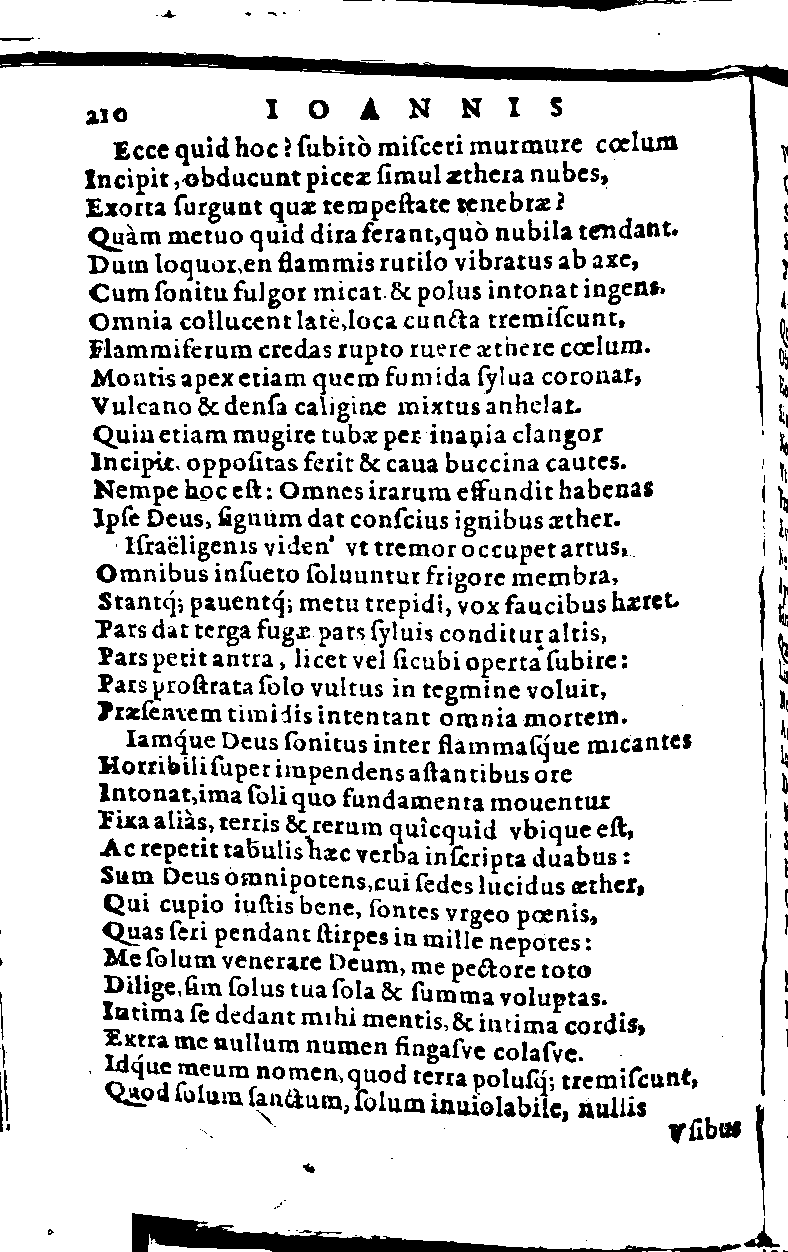 210 IOANNIS
Ecce quid hoc? ſubitò miſceri murmure cœlum
Incipit, obducunt piceæ ſimul æthera nubes,
Exorta ſurgunt quæ tempeſtate tenebræ?
Quàm metuo quid dira ferant, quò nubila tendant.
Dum loquor, en flammis rutilo vibratus ab axe,
Cum ſonitu fulgor micat & polus intonat ingens.
Omnia collucent latè, loca cuncta tremiſcunt,
Flammiferum credas rupto ruere æthere cœlum.
Montis apex etiam quem fumida ſylua coronat,
Vulcano & denſa caligine mixtus anhelat.
Quin etiam mugire tubæ per inania clangor
Incipit. oppoſitas ferit & caua buccina cautes.
Nempe hoc eſt: Omnes irarum effundit habenas
Ipſe Deus, ſignum dat conſcius ignibus æther.
Iſraëligenis viden' vt tremor occupet artus,
Omnibus inſueto ſoluuntur frigore membra,
Stantq́; pauentq́; metu trepidi, vox faucibus hæret.
Pars dat terga fugæ pars ſyluis conditur altis,
Pars petit antra, licet vel ſicubi operta ſubire:
Pars proſtrata ſolo vultus in tegmine voluit,
Præſentem timidis intentant omnia mortem.
Iamq́ue Deus ſonitus inter flammaſq́ue micantes
Horribili ſuper impendens aſtantibus ore
Intonat, ima ſoli quo fundamenta mouentur
Fixa aliàs, terris & rerum quicquid vbique eſt,
Ac repetit tabulis hæc verba inſcripta duabus:
Sum Deus omnipotens, cui ſedes lucidus æther,
Qui cupio iuſtis bene, ſontes vrgeo pœnis,
Quas ſeri pendant ſtirpes in mille nepotes:
Me ſolum venerare Deum, me pectore toto
Dilige, ſim ſolus tua ſola & ſumma voluptas.
Intima ſe dedant mihi mentis, & intima cordis,
Extra me nullum numen fingaſve colaſve.
Idq́ue meum nomen, quod terra poluſq́; tremiſcunt,
Quod ſolum ſanctum, ſolum inuiolabile, nullis
Vſibus